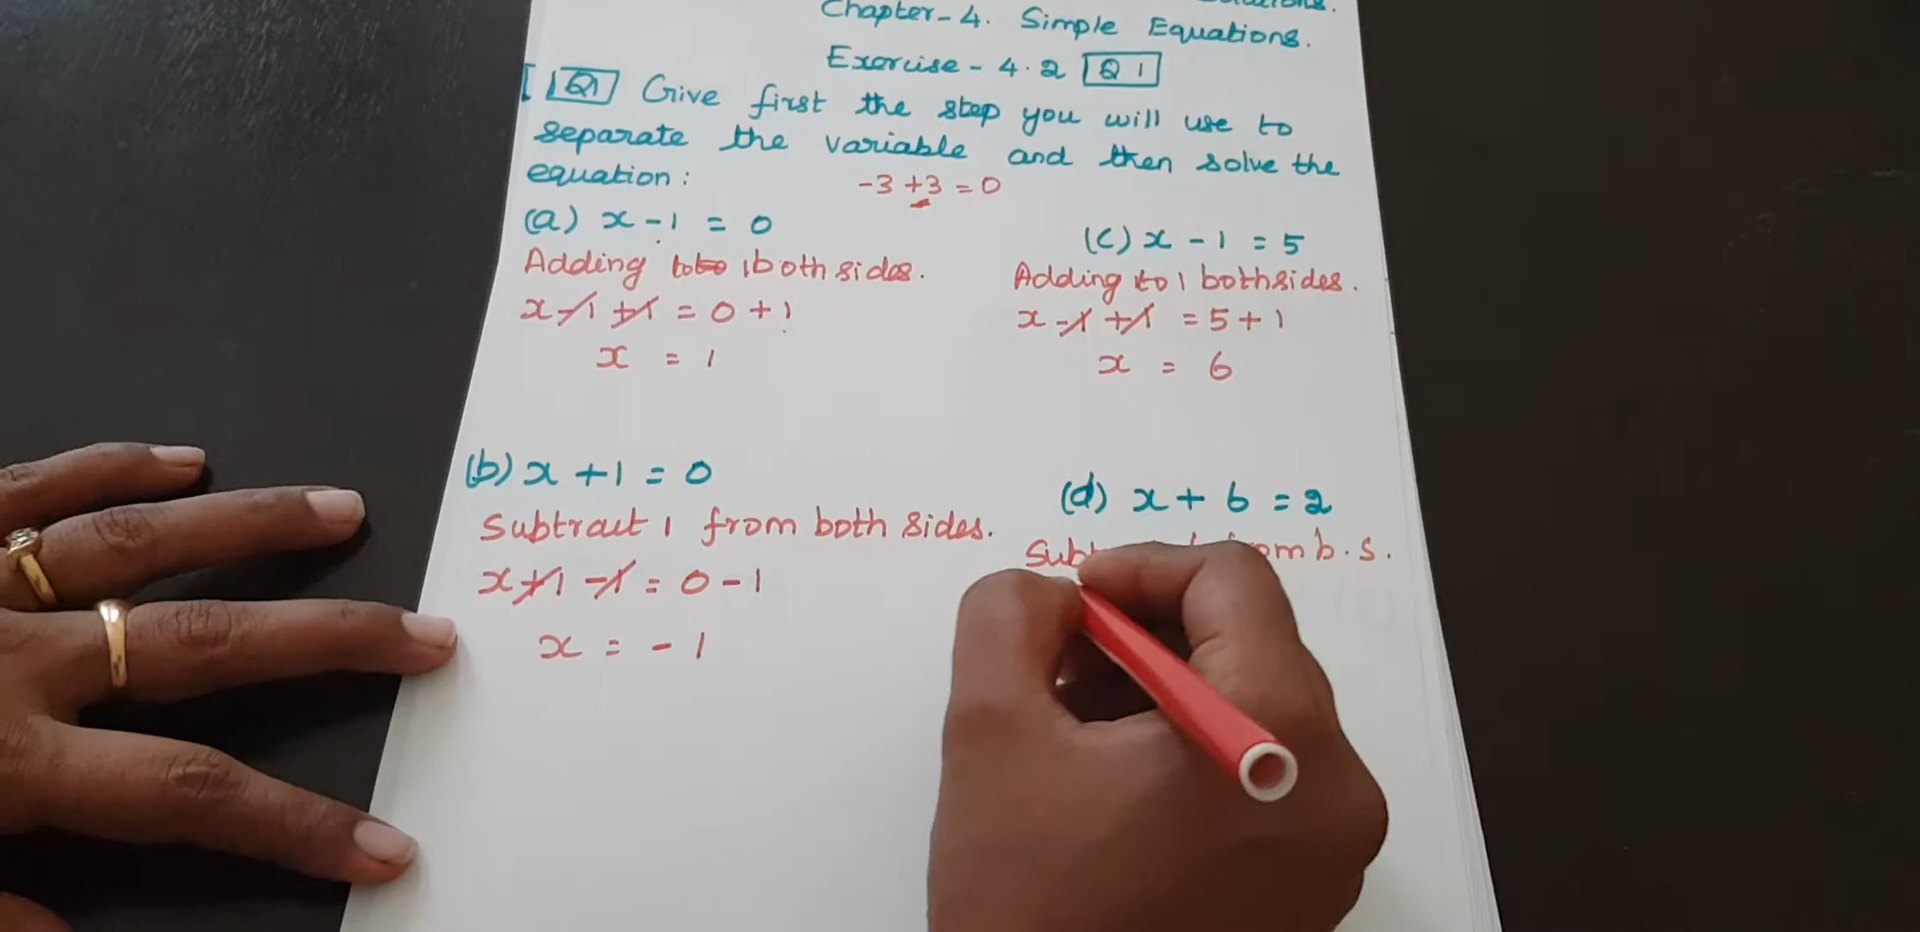 Chapter-4. Simple Equations.
Exercise - 4.2 Q 1
[ Q1 Give first the step you will use to
separate the variable and then solve the
equation:
-3 +3 = 0
(a) x - 1 = 0
Adding 1 both sides.
x - 1 + 1 = 0 + 1
x = 1
(c) x - 1 = 5
Adding to 1 bothsides.
x - 1 + 1 = 5 + 1
x = 6
(b) x + 1 = 0
Subtract 1 from both sides.
x + 1 - 1 = 0 - 1
x = - 1
(d) x + 6 = 2
b.s.